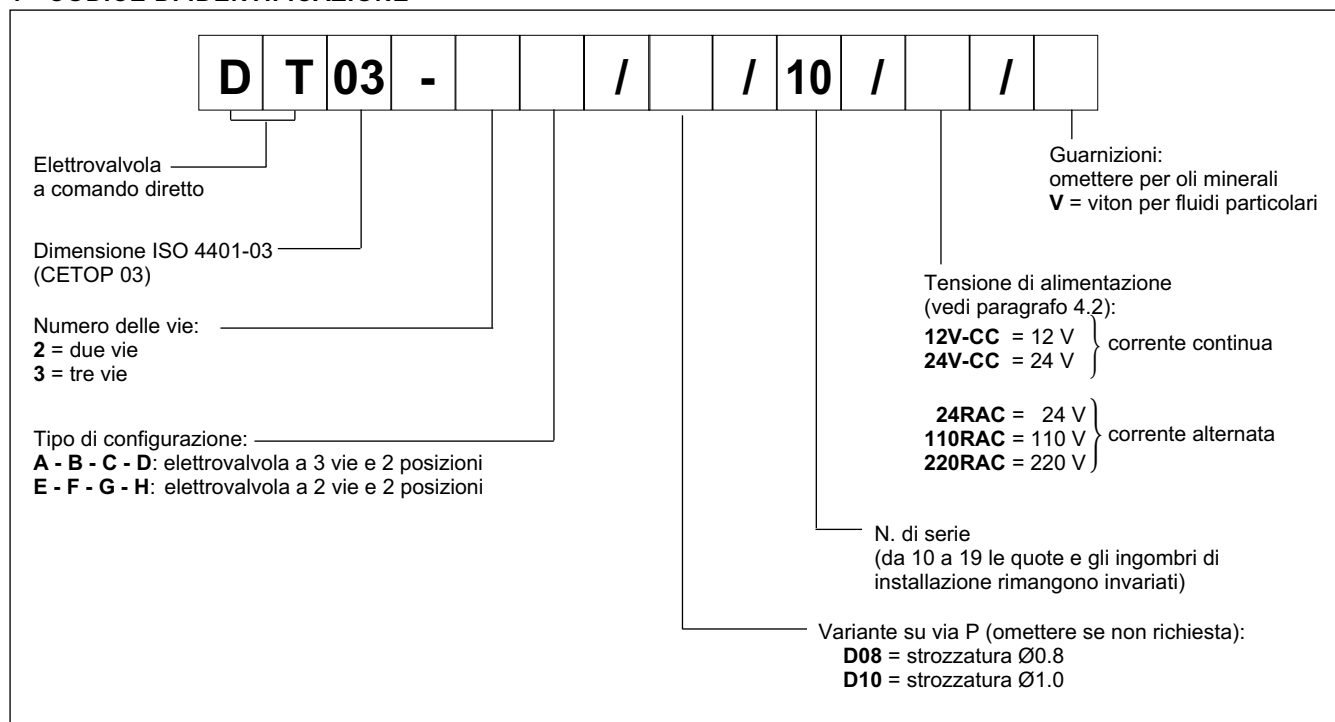 D T 03 - / / 10 / /
Elettrovalvola
a comando diretto
Dimensione ISO 4401-03
(CETOP 03)
Numero delle vie:
2 = due vie
3 = tre vie
Tipo di configurazione:
A - B - C - D: elettrovalvola a 3 vie e 2 posizioni
E - F - G - H: elettrovalvola a 2 vie e 2 posizioni
Guarnizioni:
omettere per oli minerali
V = viton per fluidi particolari
Tensione di alimentazione
(vedi paragrafo 4.2):
12V-CC = 12 V
24V-CC = 24 V
corrente continua
24RAC = 24 V
110RAC = 110 V
220RAC = 220 V
corrente alternata
N. di serie
(da 10 a 19 le quote e gli ingombri di
installazione rimangono invariati)
Variante su via P (omettere se non richiesta):
D08 = strozzatura Ø0.8
D10 = strozzatura Ø1.0